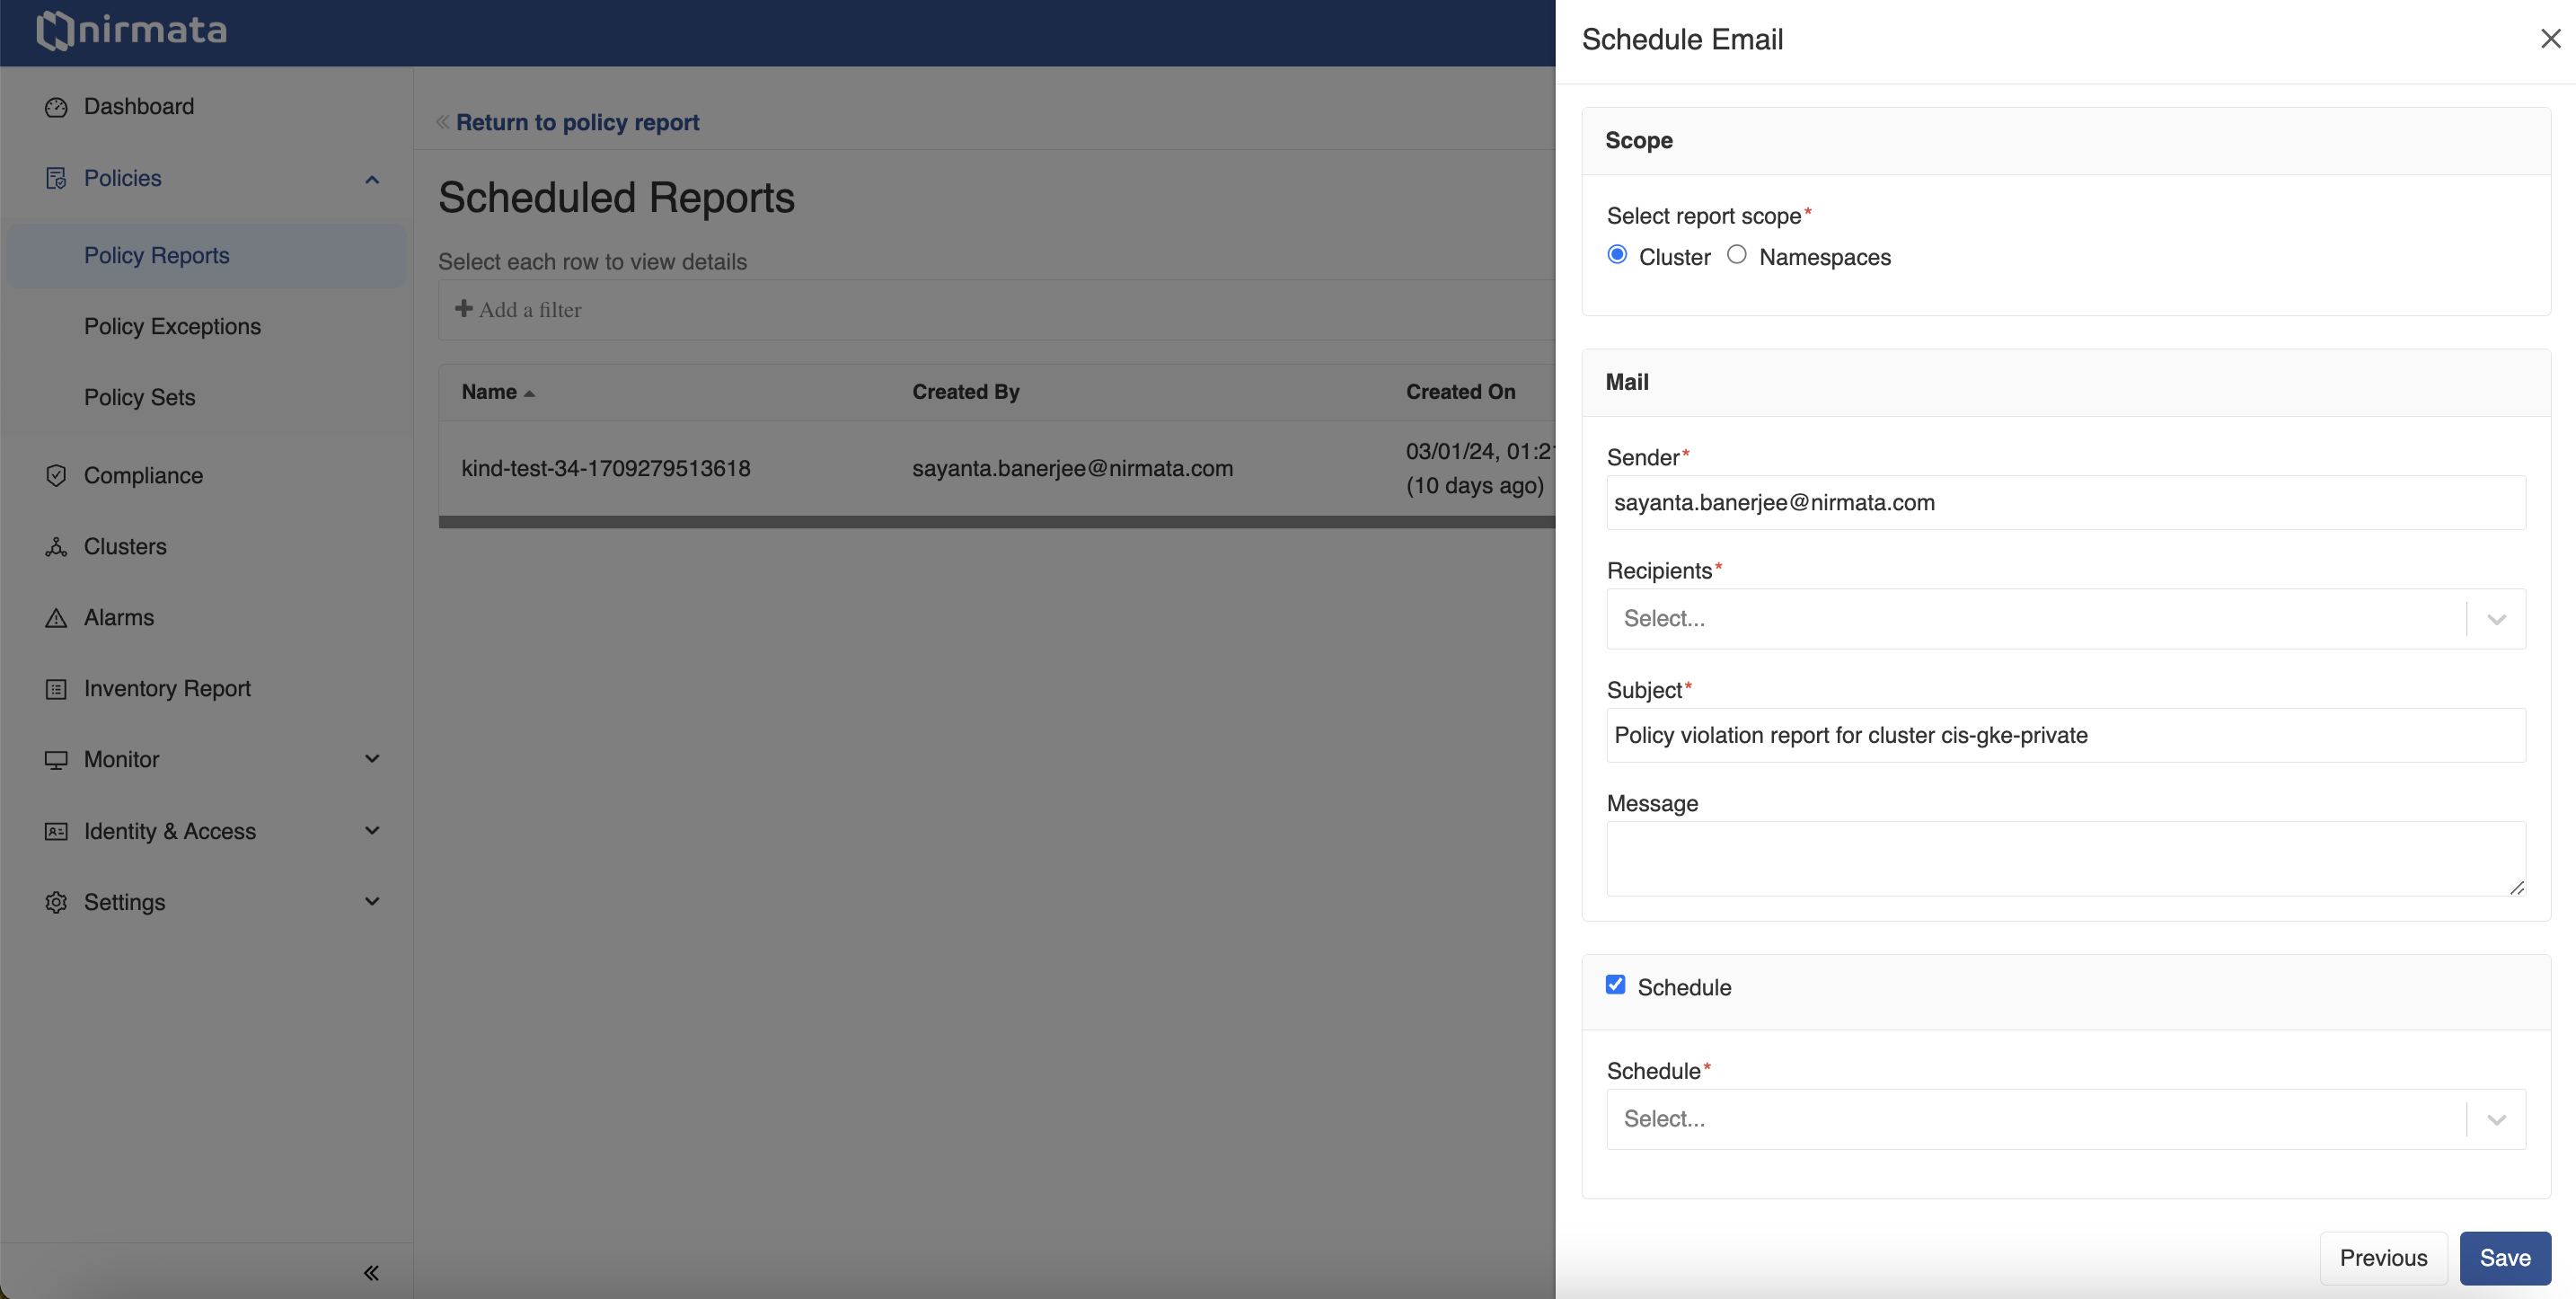 nirmata
Dashboard
Policies
Policy Reports
Policy Exceptions
Policy Sets
Compliance
Clusters
Alarms
Inventory Report
Monitor
Identity & Access
Settings
Return to policy report
Scheduled Reports
Select each row to view details
Add a filter
Name Created By Created On
kind-test-34-1709279513618 sayanta.banerjee@nirmata.com 03/01/24, 01:21
(10 days ago)
Schedule Email
Scope
Select report scope*
Cluster Namespaces
Mail
Sender*
sayanta.banerjee@nirmata.com
Recipients*
Select...
Subject*
Policy violation report for cluster cis-gke-private
Message
Schedule
Schedule*
Select...
Previous Save